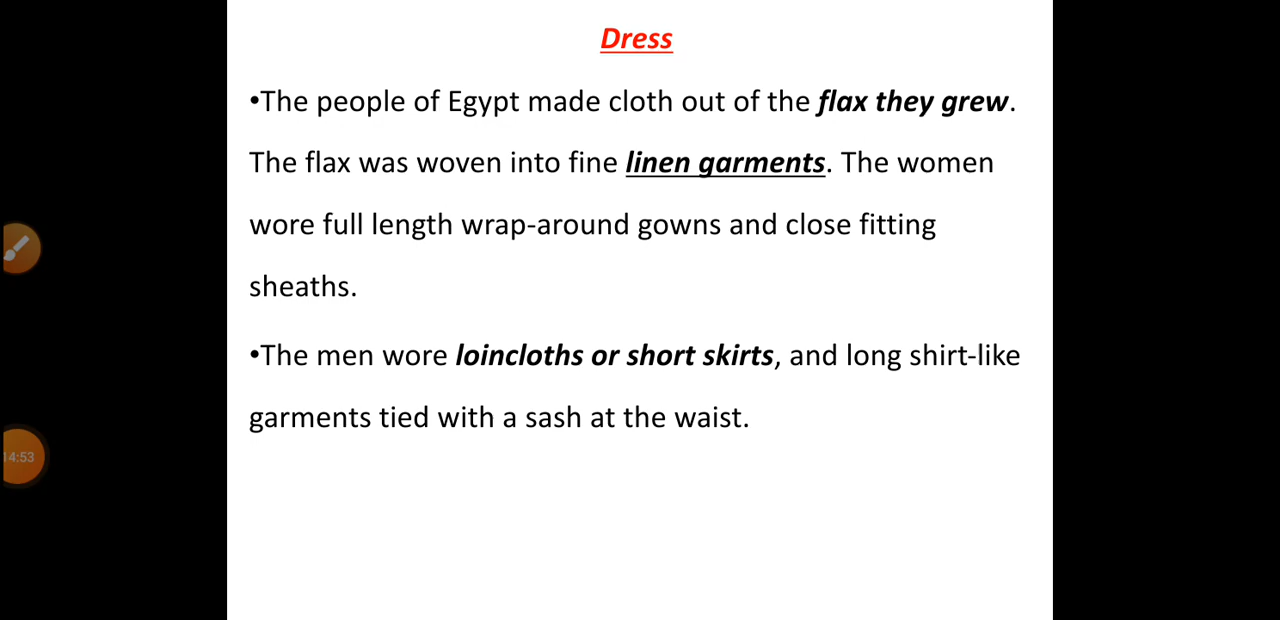 Dress
•The people of Egypt made cloth out of the flax they grew.
The flax was woven into fine linen garments. The women
wore full length wrap-around gowns and close fitting
sheaths.
•The men wore loincloths or short skirts, and long shirt-like
garments tied with a sash at the waist.
14:53